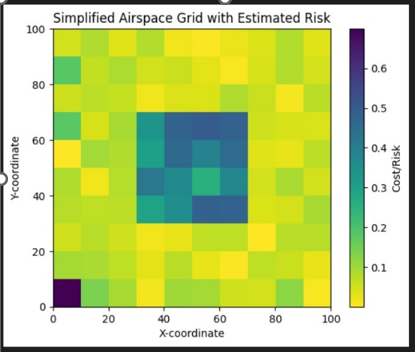 Simplified Airspace Grid with Estimated Risk
100
80
60
40
20
0
Y-coordinate
0 20 40 60 80 100
X-coordinate
0.6
0.5
0.4
0.3
0.2
0.1
Cost/Risk